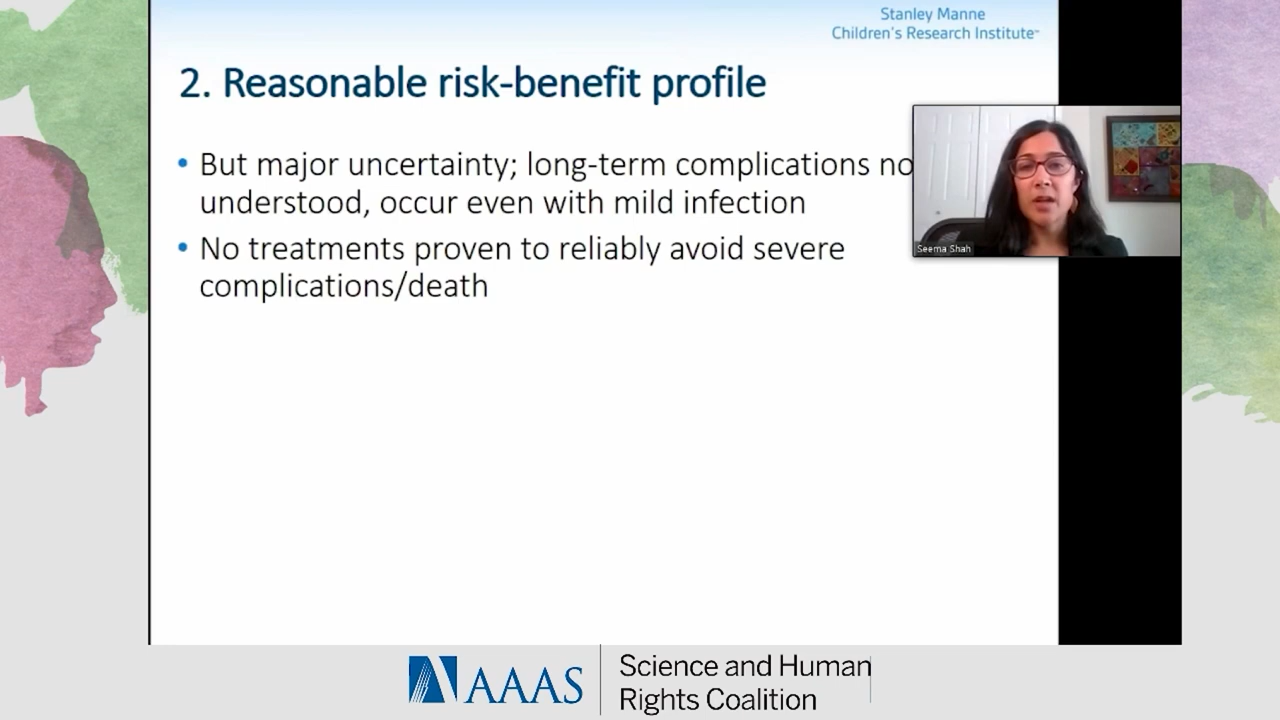 Stanley Manne
Children's Research Institute℠
2. Reasonable risk-benefit profile
• But major uncertainty; long-term complications no
understood, occur even with mild infection
• No treatments proven to reliably avoid severe
complications/death
Seema Shah
AAAS
Science and Human
Rights Coalition